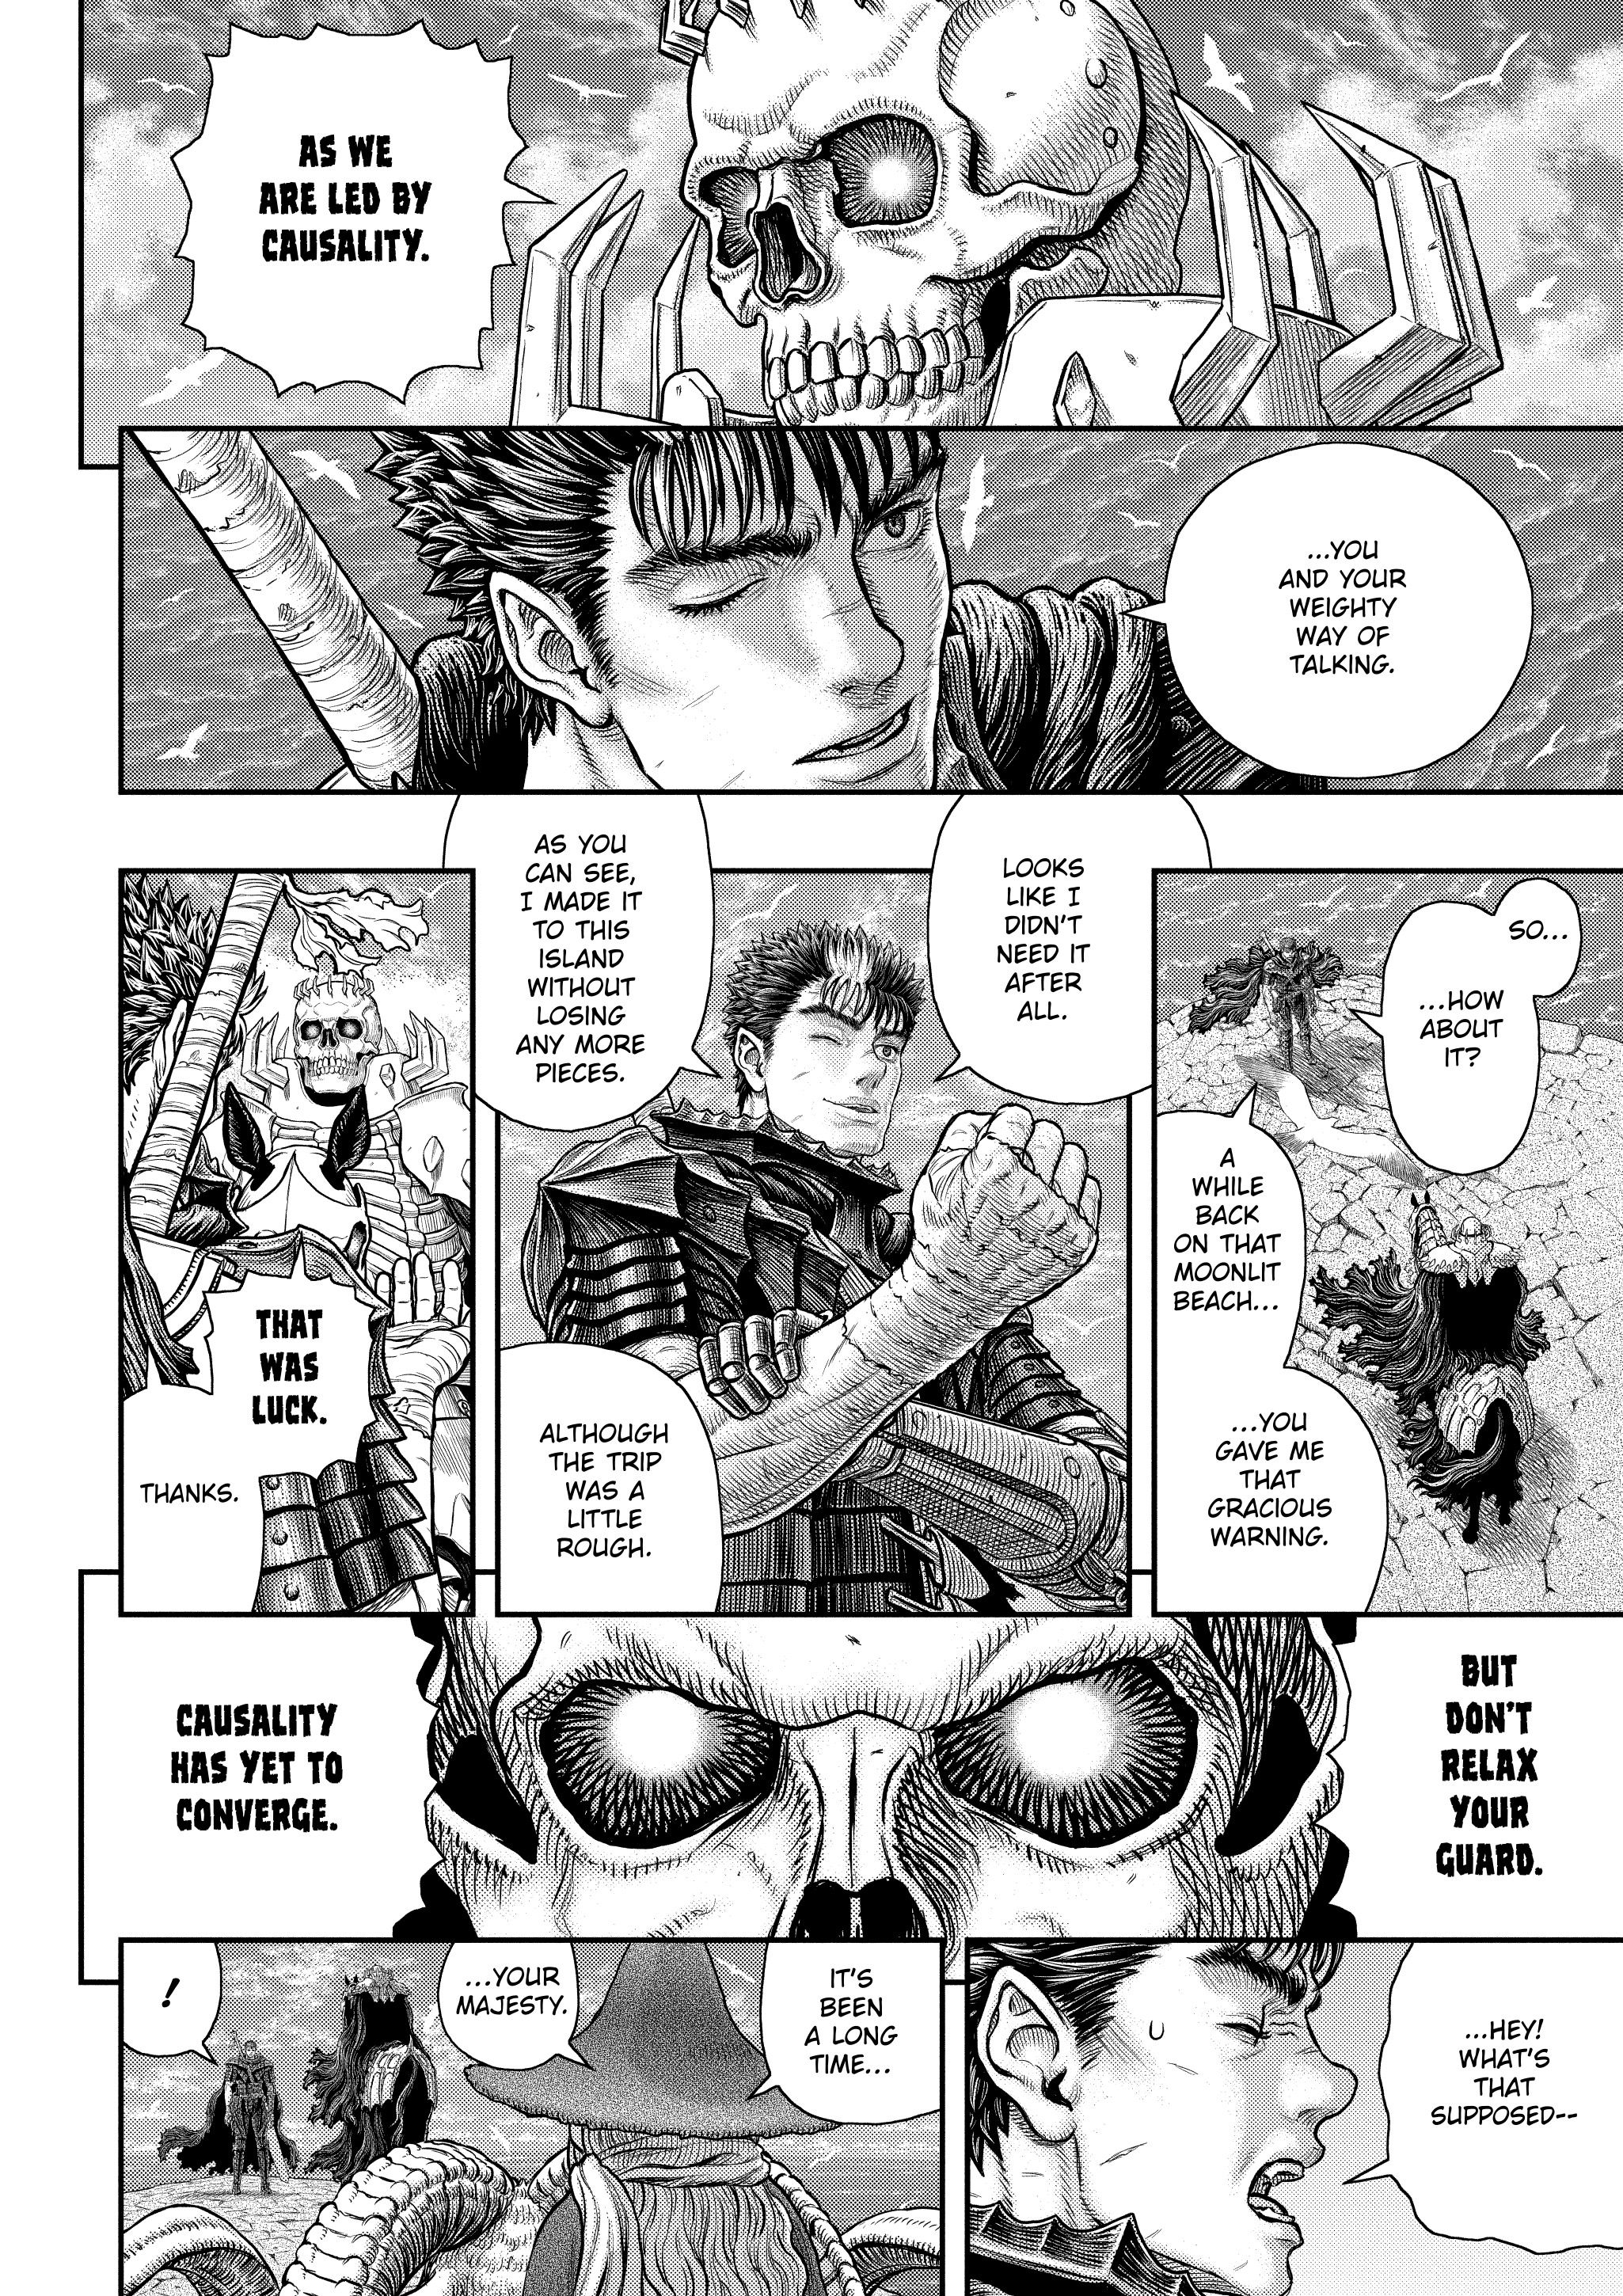 AS WE
ARE LED BY
CAUSALITY.
...YOU
AND YOUR
WEIGHTY
WAY OF
TALKING.
SO...
...HOW
ABOUT
IT?
A
WHILE
BACK
ON THAT
MOONLIT
BEACH...
...YOU
GAVE ME
THAT
GRACIOUS
WARNING.
LOOKS
LIKE I
DIDN'T
NEED IT
AFTER
ALL.
AS YOU
CAN SEE,
I MADE IT
TO THIS
ISLAND
WITHOUT
LOSING
ANY MORE
PIECES.
ALTHOUGH
THE TRIP
WAS A
LITTLE
ROUGH.
THAT
WAS
LUCK.
THANKS.
BUT
DON'T
RELAX
YOUR
GUARD.
CAUSALITY
HAS YET TO
CONVERGE.
...HEY!
WHAT'S
THAT
SUPPOSED--
IT'S
BEEN
A LONG
TIME...
...YOUR
MAJESTY.
!